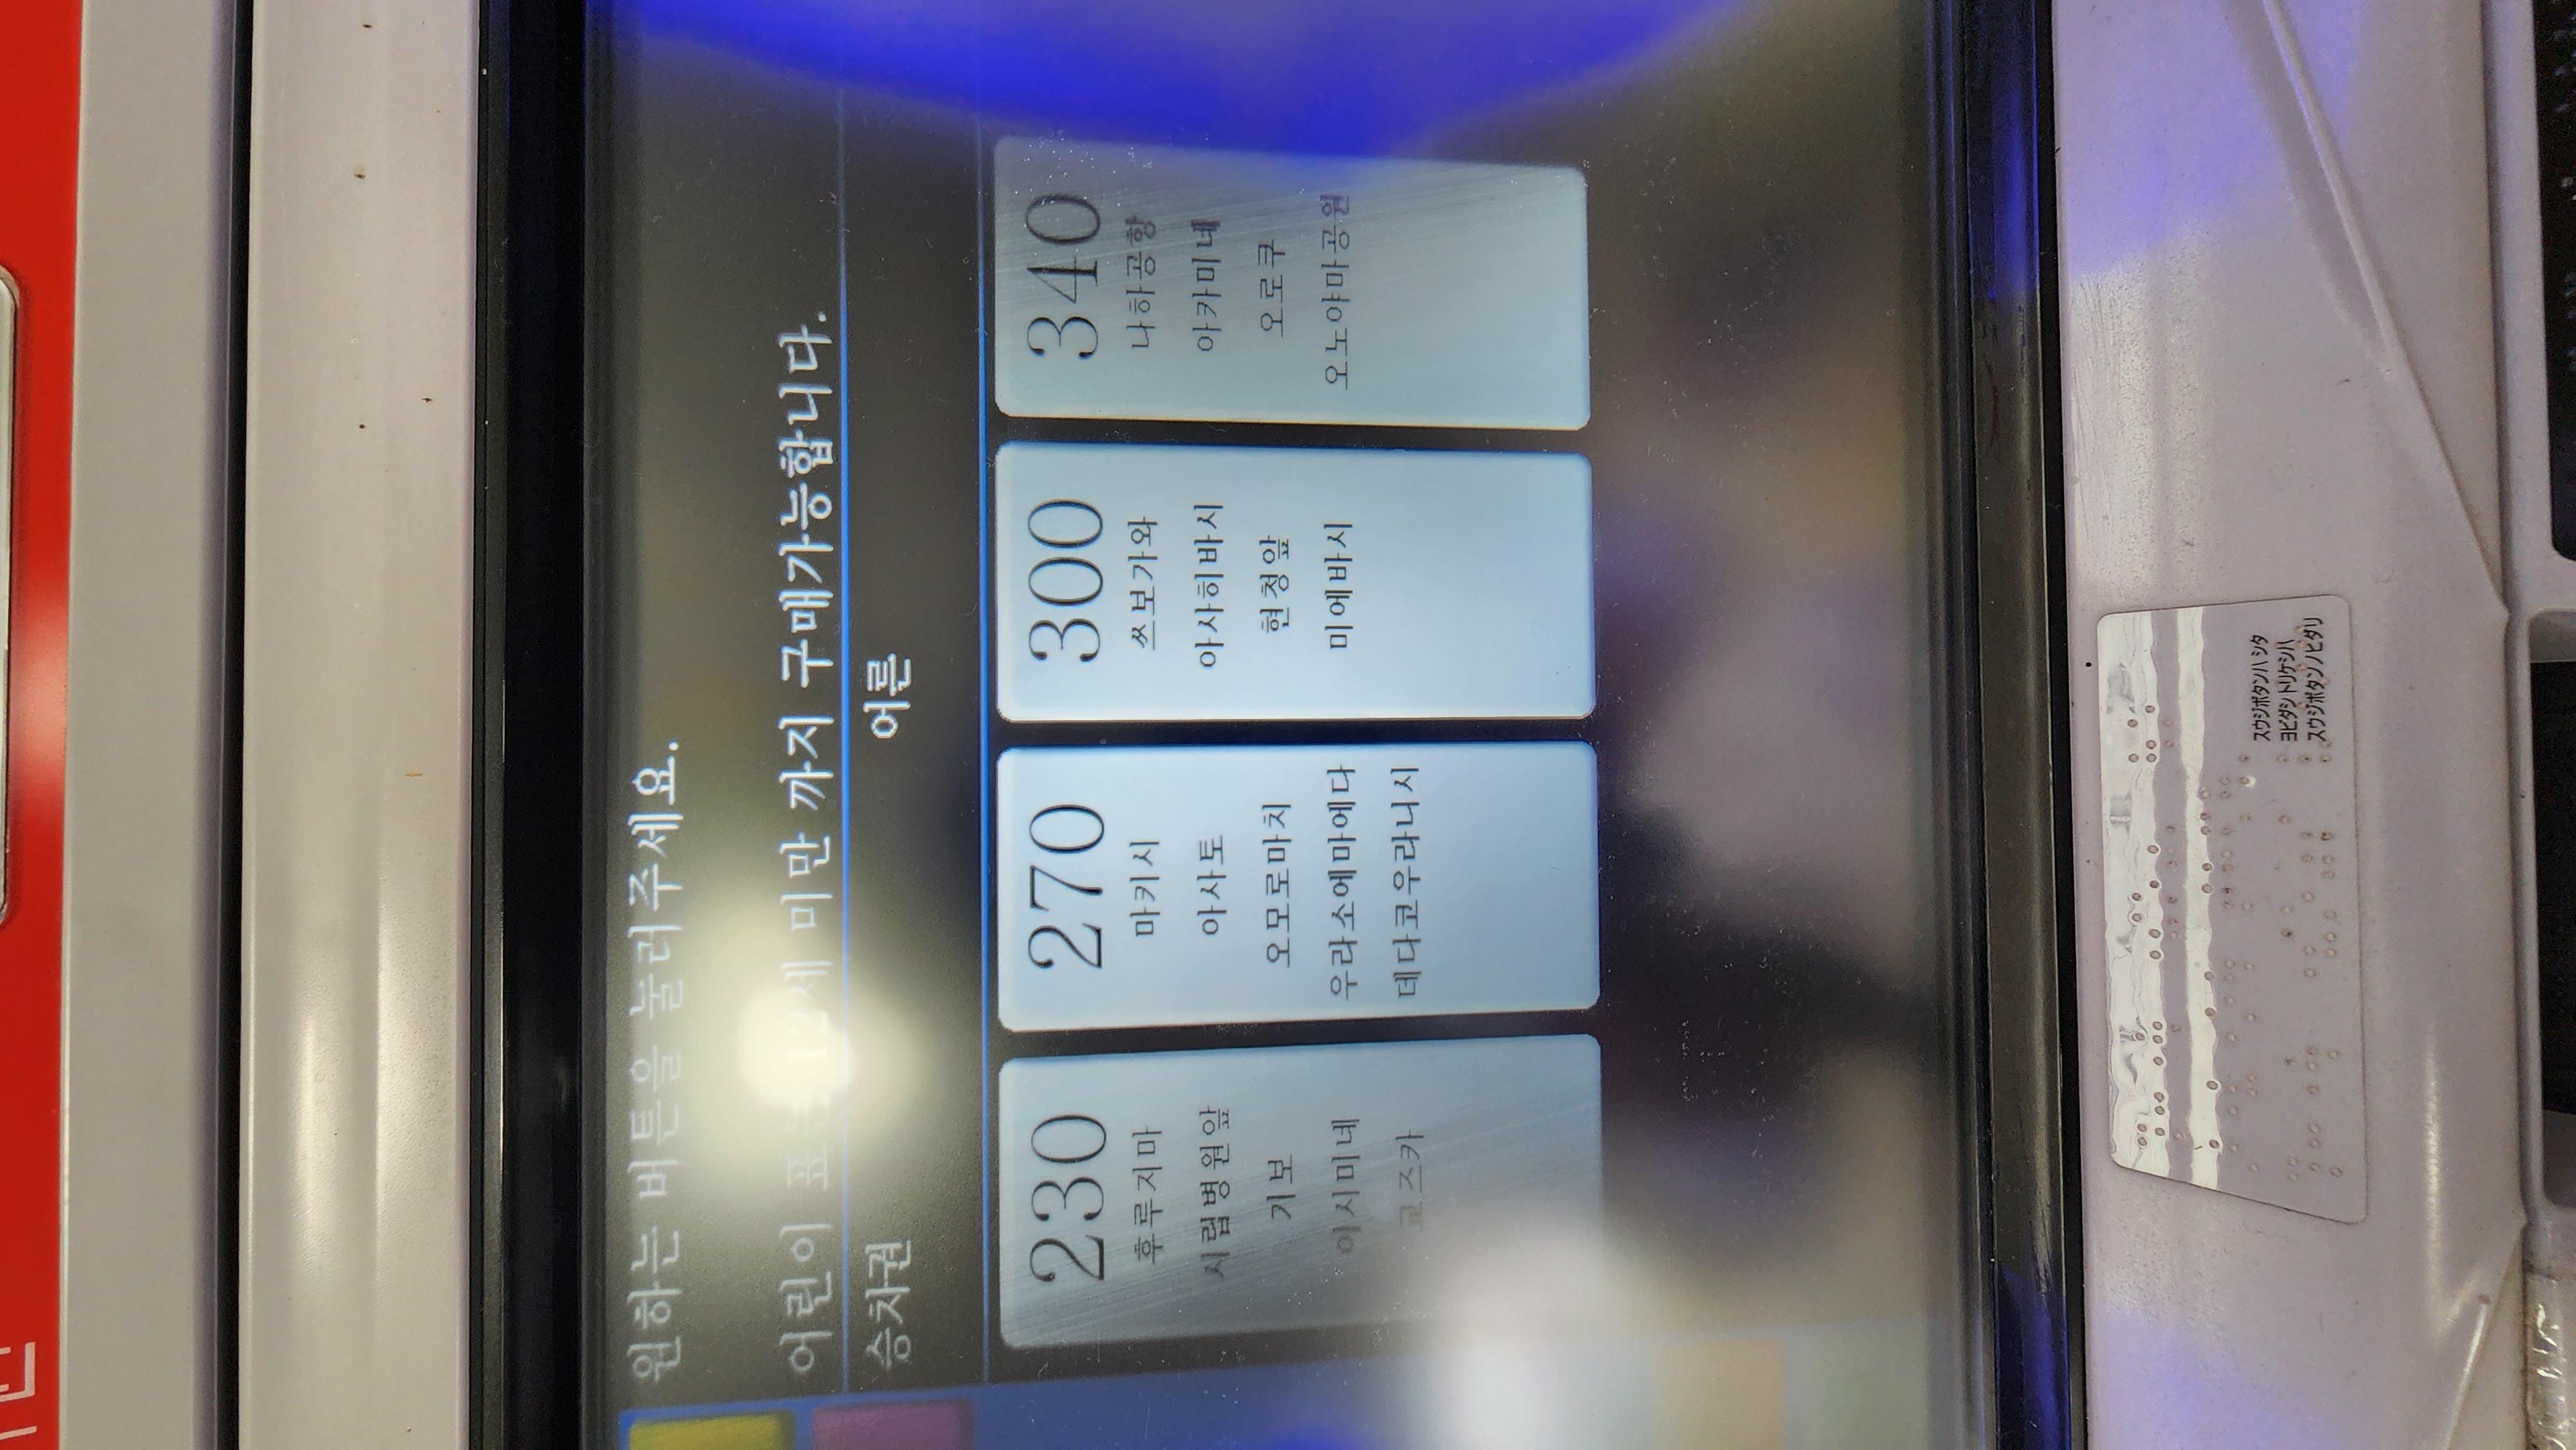 원하는 버튼을 눌러주세요.
어린이 표는 12세 미만 까지 구매가능합니다.
승차권 어른
230
후루지마
시립병원앞
기보
이시미네
교즈카
270
마키시
아사토
오모로마치
우라소에마에다
데다코우라니시
300
쓰보가와
아사히바시
현청앞
미에바시
340
나하공항
아카미네
오로쿠
오노야마공원
スウジボタンハシタ
ヨビダシトリケシハ
スウジボタンノヒダリ